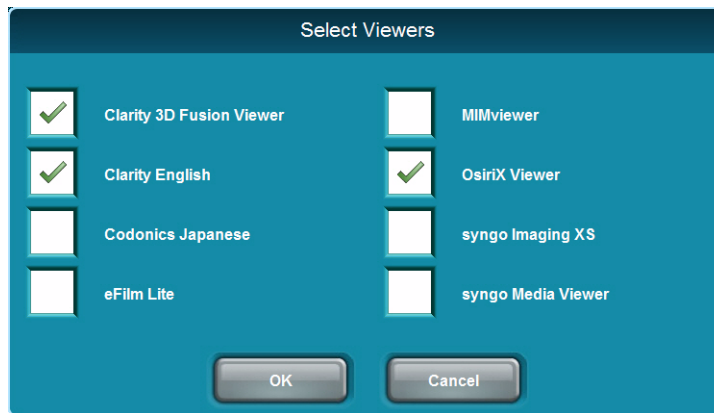 Select Viewers
Clarity 3D Fusion Viewer
MIMviewer
Clarity English
OsiriX Viewer
Codonics Japanese
syngo Imaging XS
eFilm Lite
syngo Media Viewer
OK
Cancel